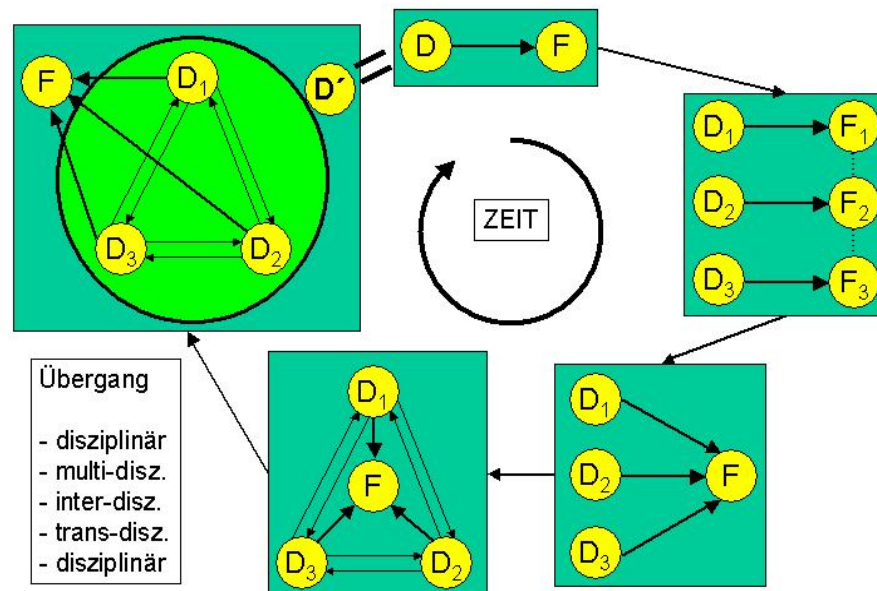 D F
D₁ F₁
D₂ F₂
D₃ F₃
D₁
D₂ F
D₃
D₁
F
D₃ D₂
F D₁ D´
D₃ D₂
ZEIT
Übergang
- disziplinär
- multi-disz.
- inter-disz.
- trans-disz.
- disziplinär